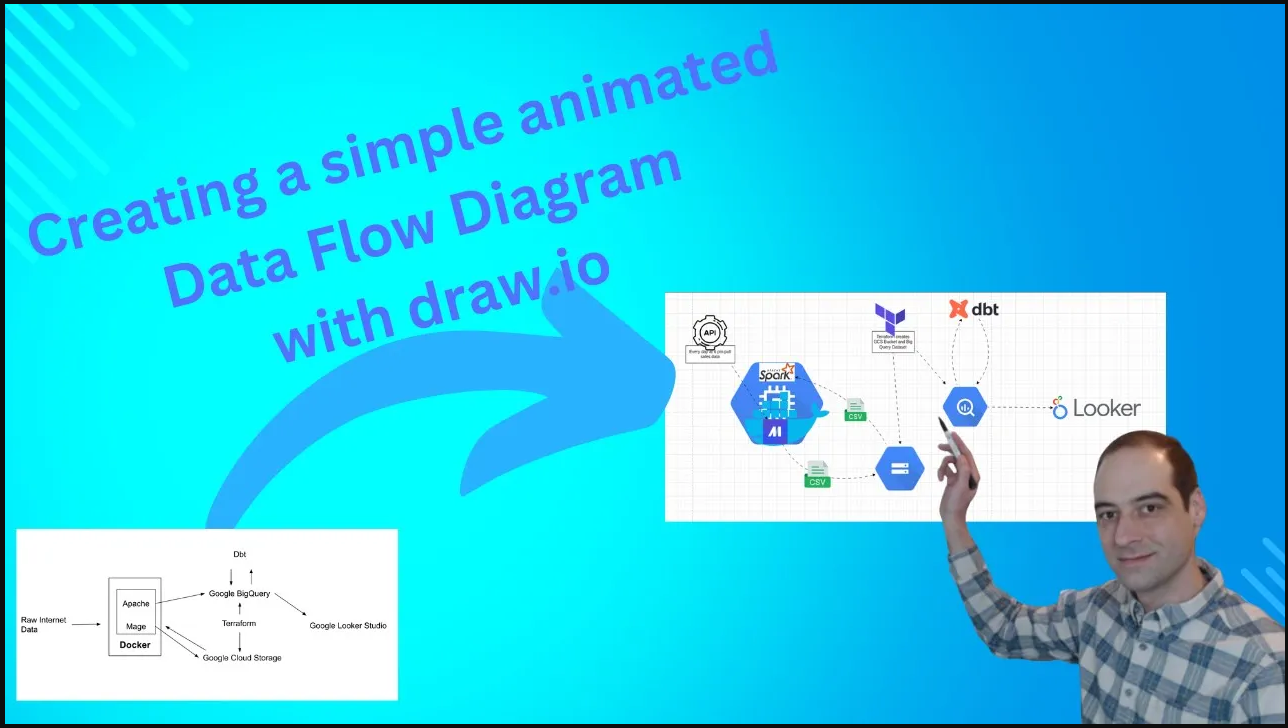 Creating a simple animated
Data Flow Diagram
with draw.io
API
Every day at 4 pm pull
sales data
APACHE
Spark
Terraform creates
GCS Bucket and Big
Query Dataset
dbt
CSV
CSV
Looker
Dbt
Google BigQuery
Apache
Raw Internet
Data
Mage
Terraform
Google Looker Studio
Docker
Google Cloud Storage